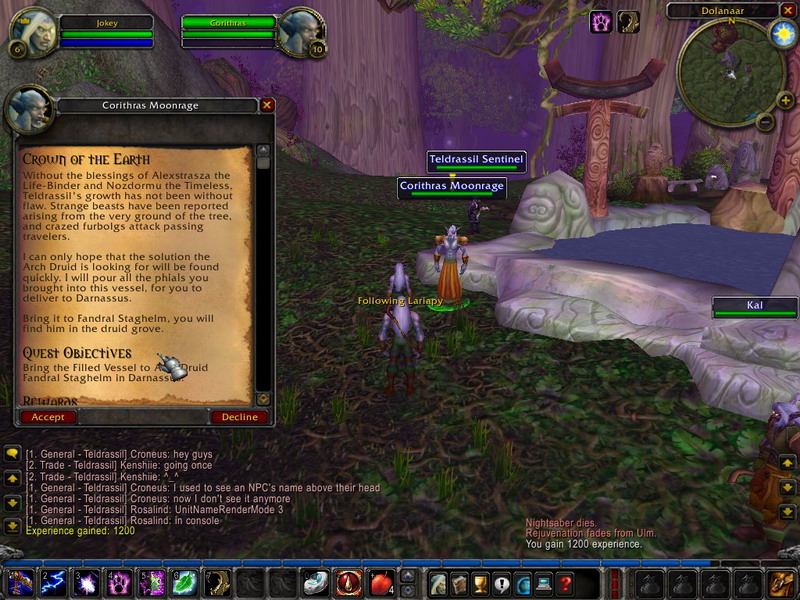 Jokey
6
Corithras
10
Dolanaar
N
Corithras Moonrage
Crown of the Earth
Without the blessings of Alexstrasza the
Life-Binder and Nozdormu the Timeless,
Teldrassil's growth has not been without
flaw. Strange beasts have been reported
arising from the very ground of the tree,
and crazed furbolgs attack passing
travelers.
I can only hope that the solution the
Arch Druid is looking for will be found
quickly. I will pour all the phials you
brought into this vessel, for you to
deliver to Darnassus.
Bring it to Fandral Staghelm, you will
find him in the druid grove.
Quest Objectives
Bring the Filled Vessel to Druid
Fandral Staghelm in Darnassus.
Rewards
Accept
Decline
Teldrassil Sentinel
Corithras Moonrage
Following Lariapy
Kal
[1. General - Teldrassil] Croneus: hey guys
[2. Trade - Teldrassil] Kenshiie: going once
[2. Trade - Teldrassil] Kenshiie: ^_^
[1. General - Teldrassil] Croneus: I used to see an NPC's name above their head
[1. General - Teldrassil] Croneus: now I don't see it anymore
[1. General - Teldrassil] Rosalind: UnitNameRenderMode 3
[1. General - Teldrassil] Rosalind: in console
Experience gained: 1200
Nightsaber dies.
Rejuvenation fades from Ulm.
You gain 1200 experience.